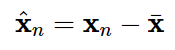 x̂ₙ = xₙ − x̄